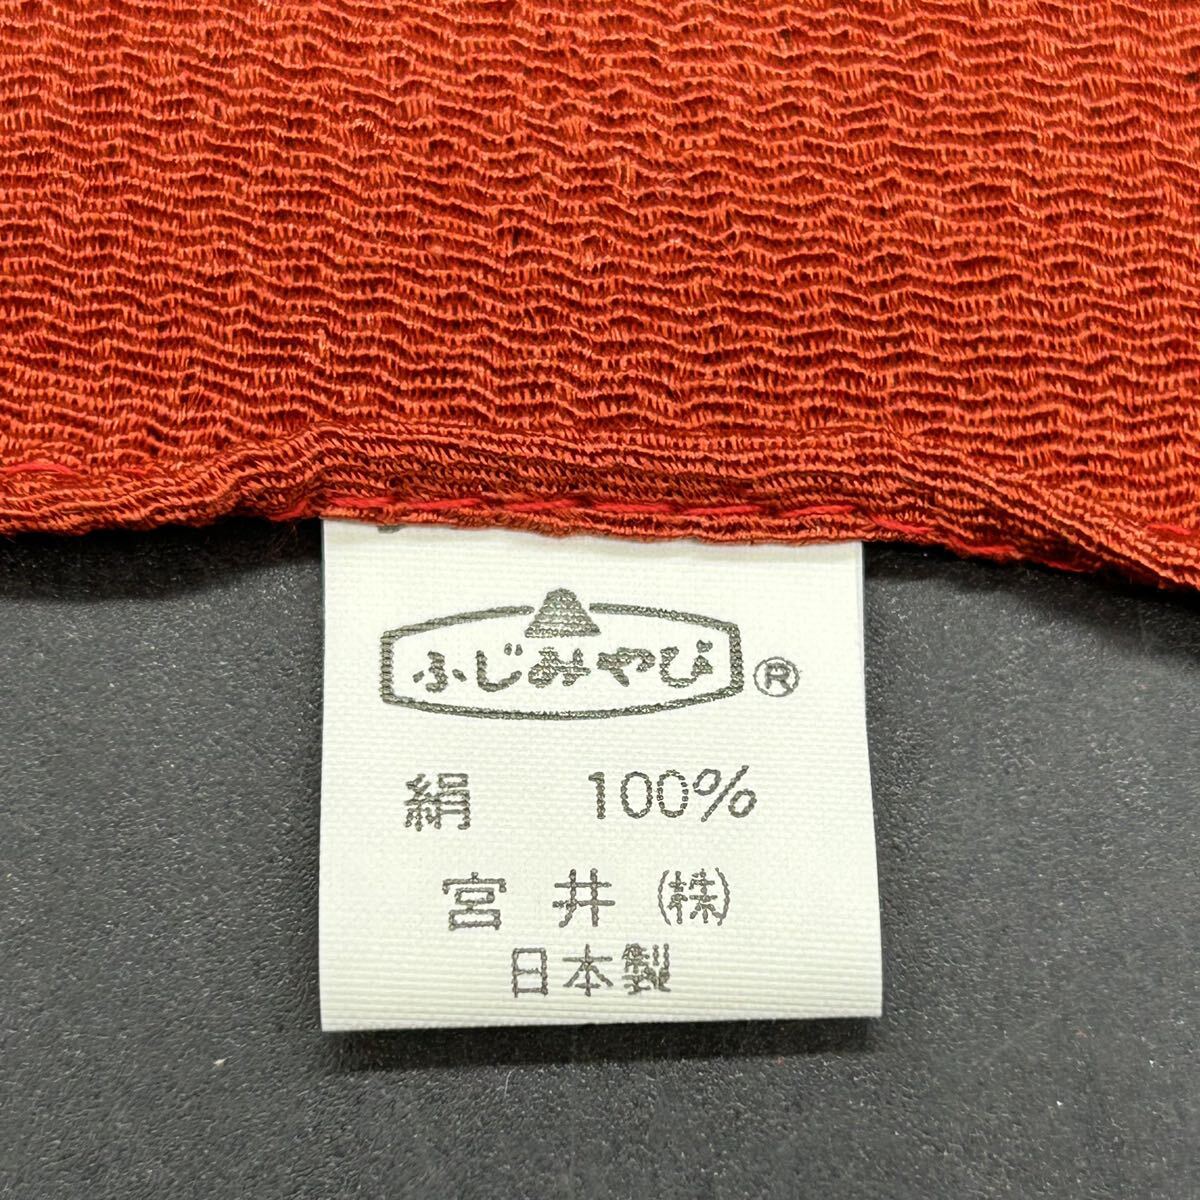 ふじみやび ®
絹 100%
宮井 ㈱
日本製